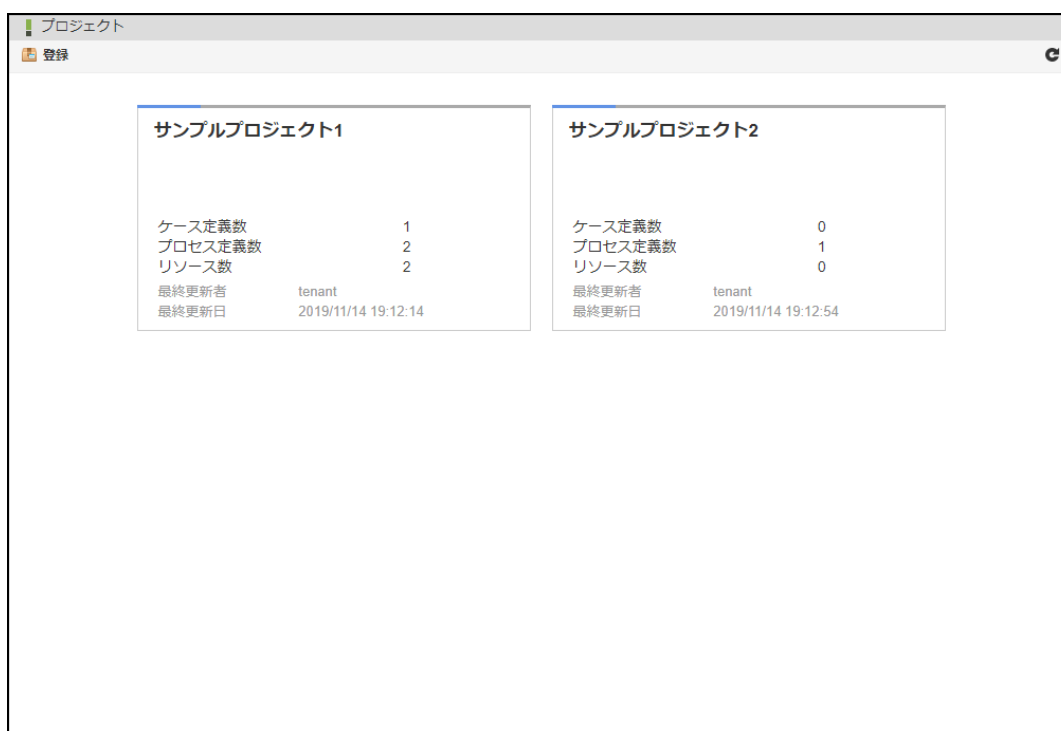 プロジェクト
登録
サンプルプロジェクト1
ケース定義数 1
プロセス定義数 2
リソース数 2
最終更新者 tenant
最終更新日 2019/11/14 19:12:14
サンプルプロジェクト2
ケース定義数 0
プロセス定義数 1
リソース数 0
最終更新者 tenant
最終更新日 2019/11/14 19:12:54